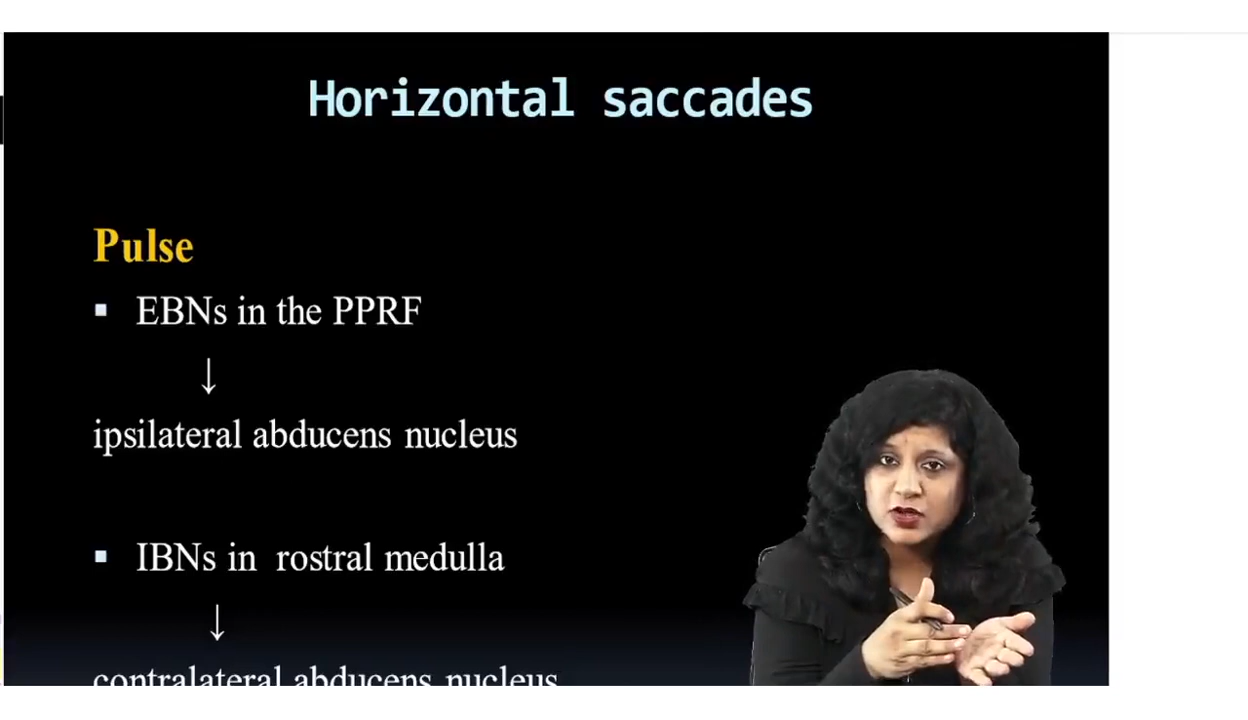 Horizontal saccades
Pulse
▪ EBNs in the PPRF
↓
ipsilateral abducens nucleus
▪ IBNs in rostral medulla
↓
contralateral abducens nucleus